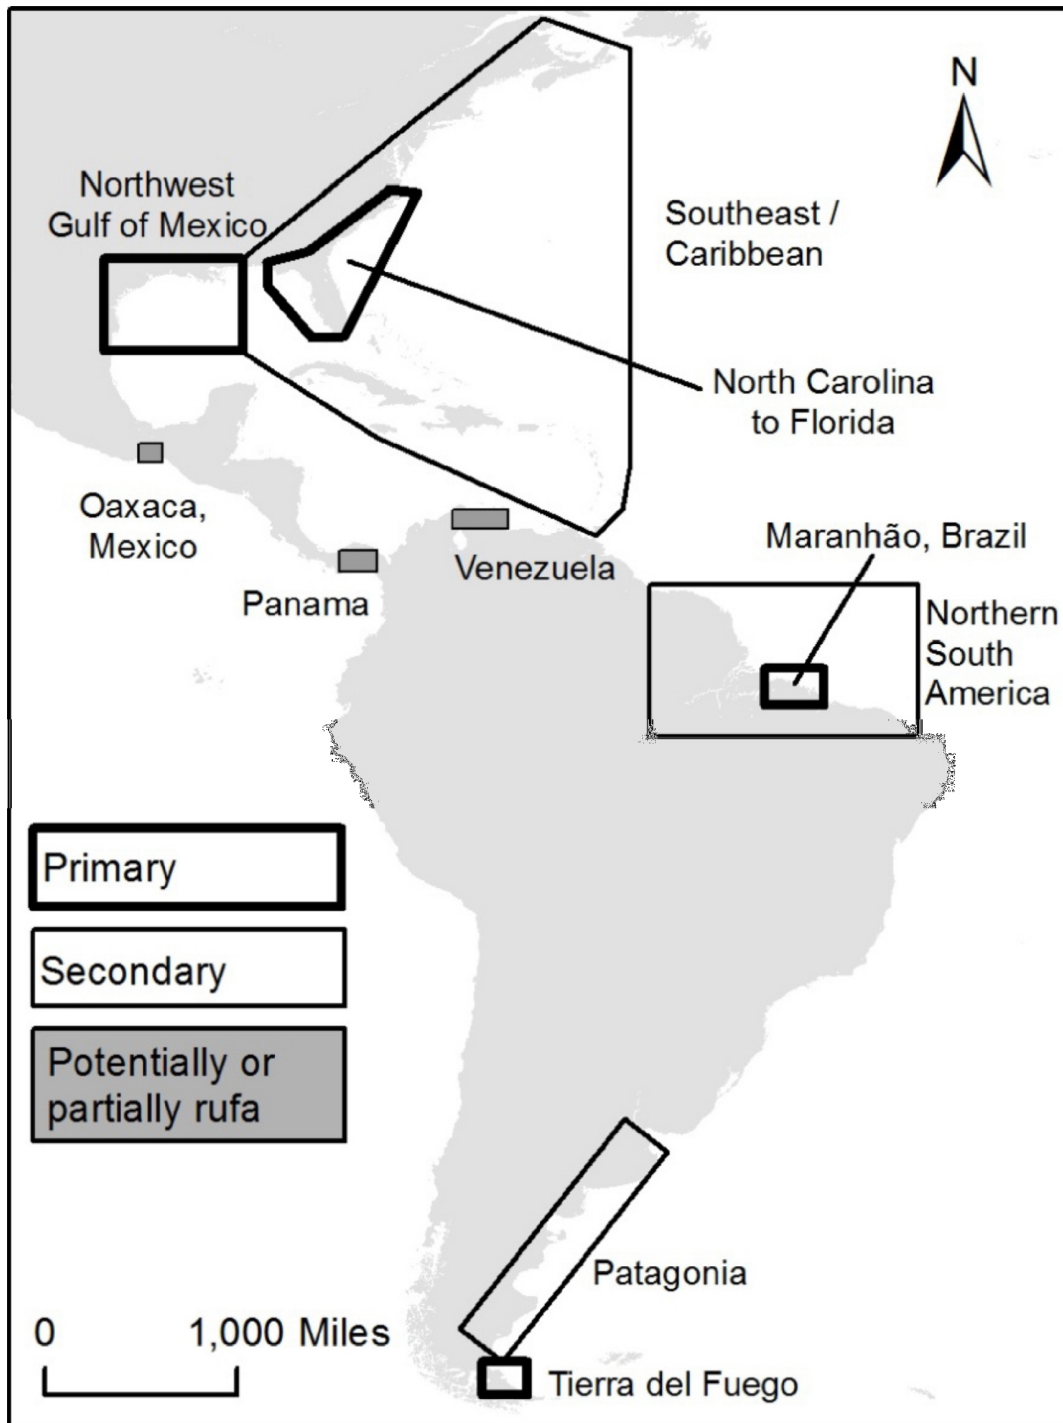 N
Northwest
Gulf of Mexico
Southeast /
Caribbean
North Carolina
to Florida
Oaxaca,
Mexico
Maranhão, Brazil
Venezuela
Panama
Northern
South
America
Primary
Secondary
Potentially or
partially rufa
Patagonia
0 1,000 Miles
Tierra del Fuego